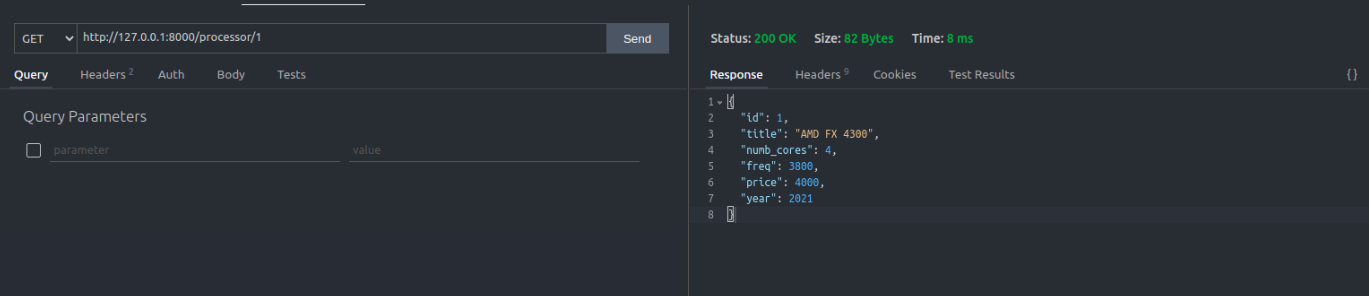 GET http://127.0.0.1:8000/processor/1 Send
Query Headers 2 Auth Body Tests
Query Parameters
parameter value
Status: 200 OK Size: 82 Bytes Time: 8 ms
Response Headers 9 Cookies Test Results {}
1 {
2 "id": 1,
3 "title": "AMD FX 4300",
4 "numb_cores": 4,
5 "freq": 3800,
6 "price": 4000,
7 "year": 2021
8 }